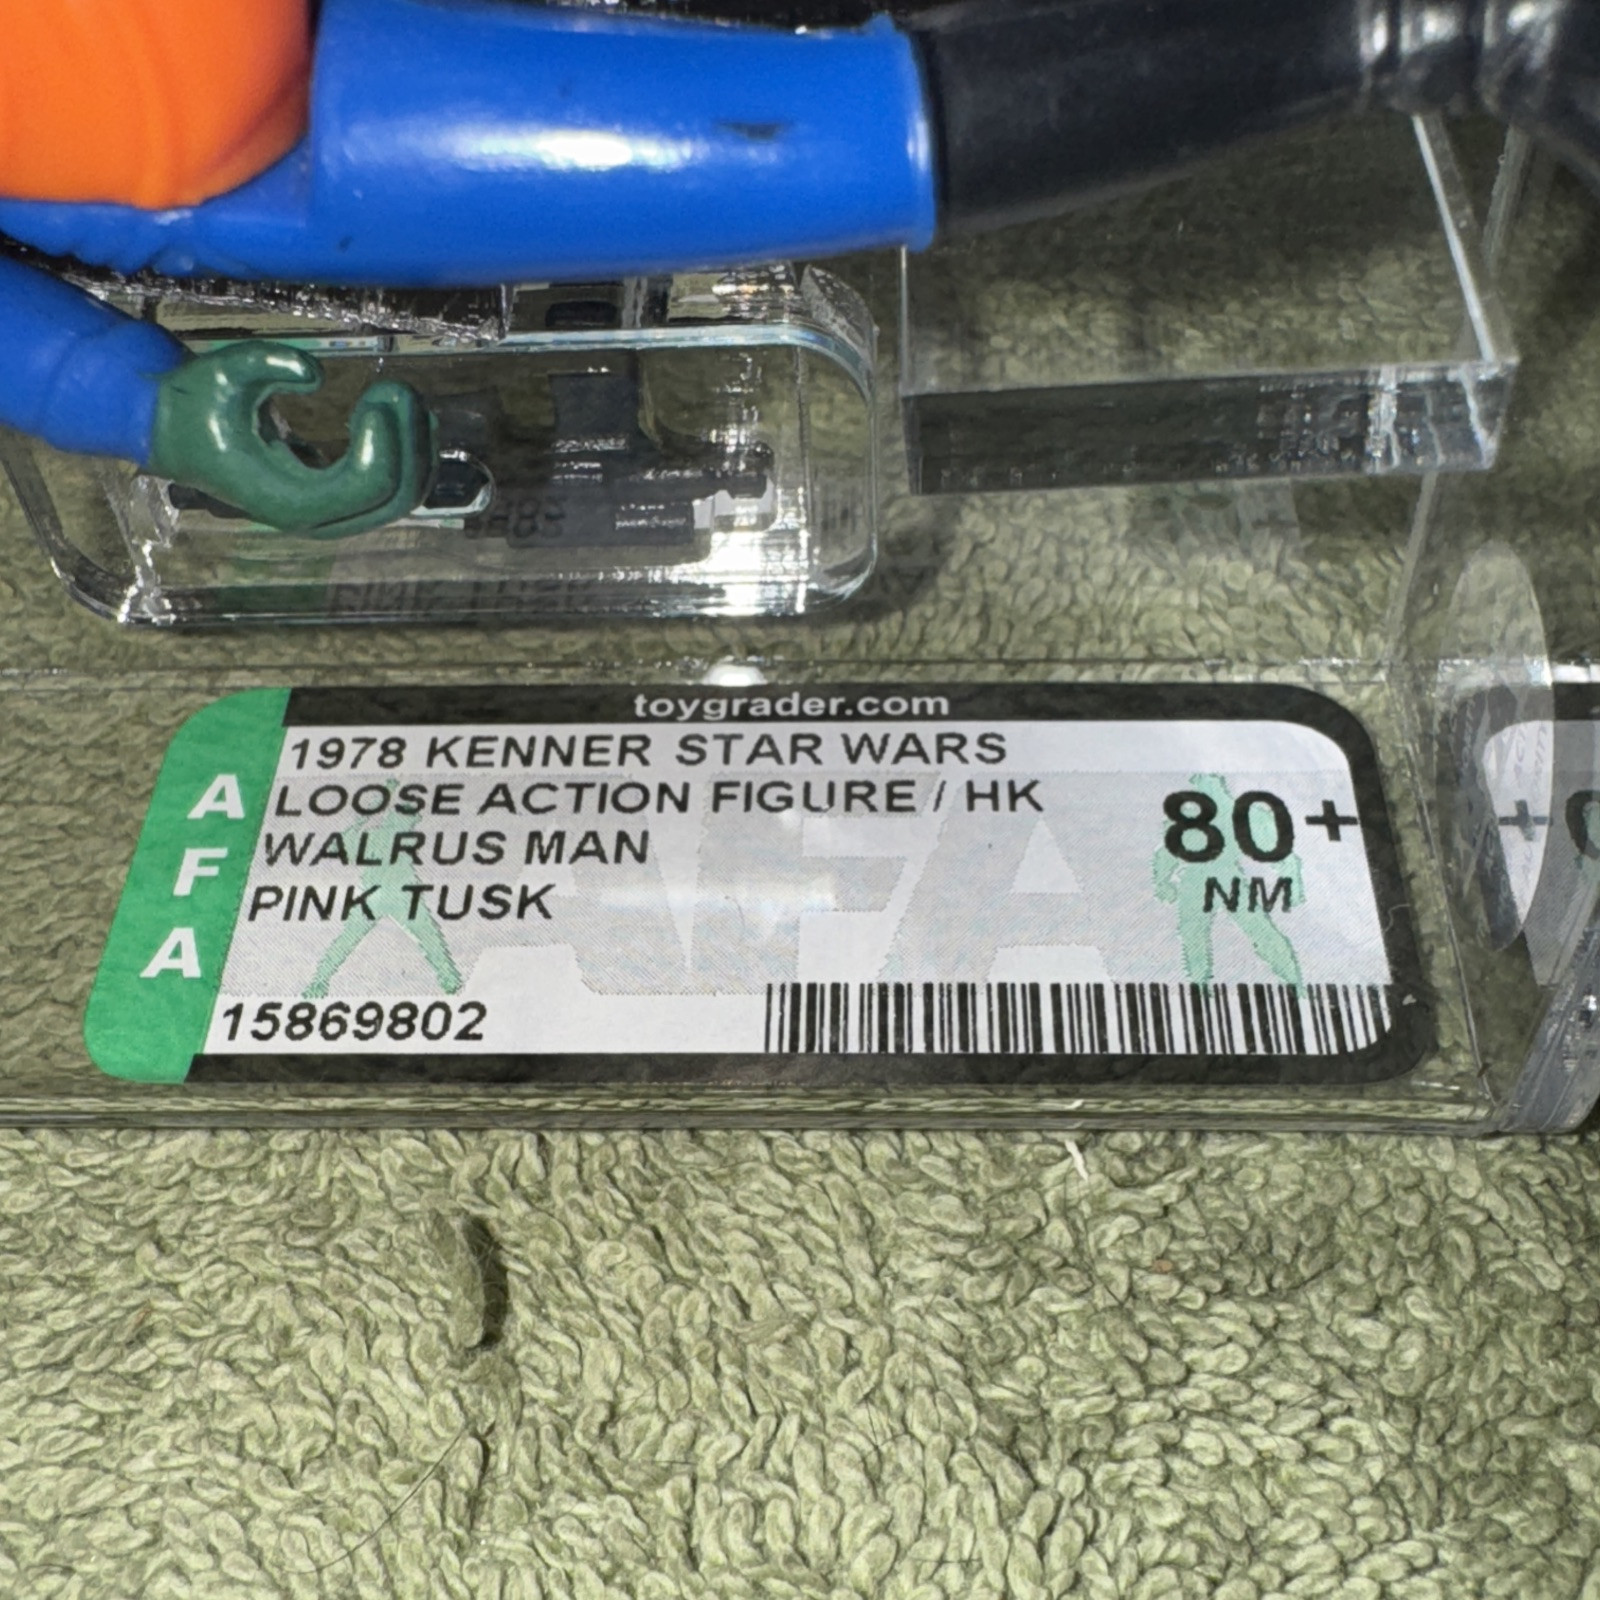 toygrader.com
1978 KENNER STAR WARS
AFA
LOOSE ACTION FIGURE / HK
WALRUS MAN
PINK TUSK
80+
NM
15869802